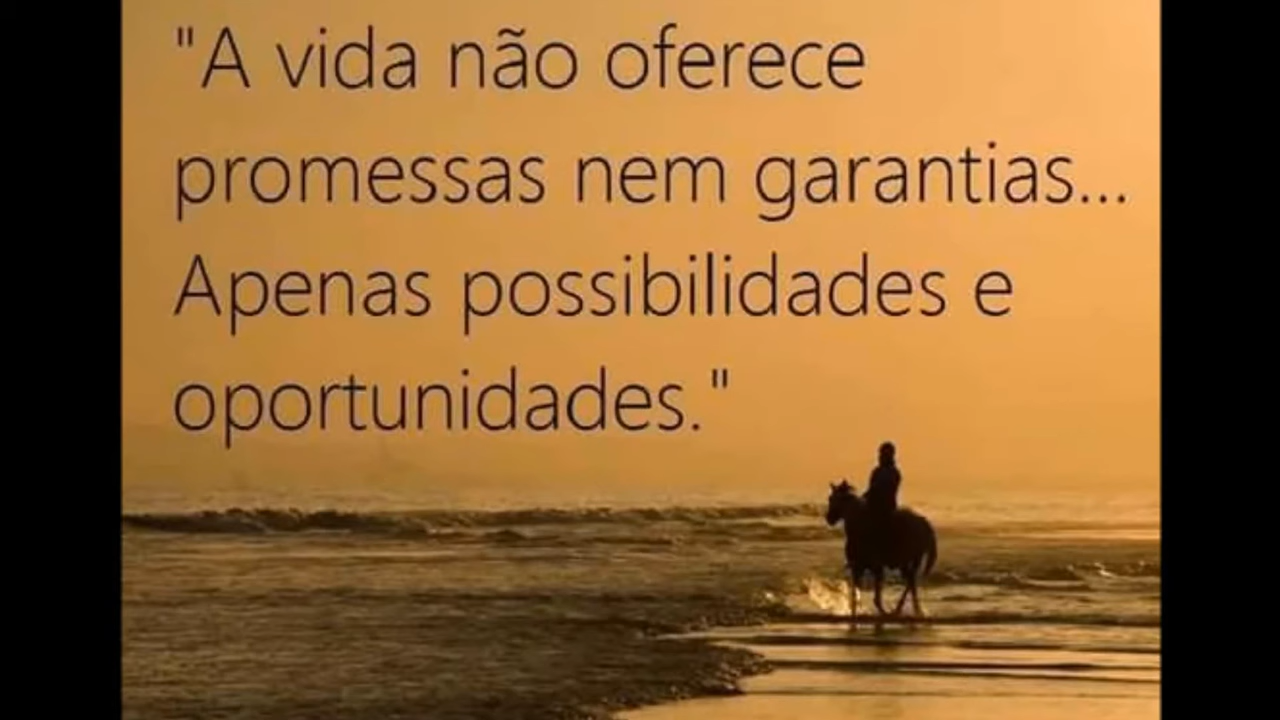 "A vida não oferece
promessas nem garantias...
Apenas possibilidades e
oportunidades."